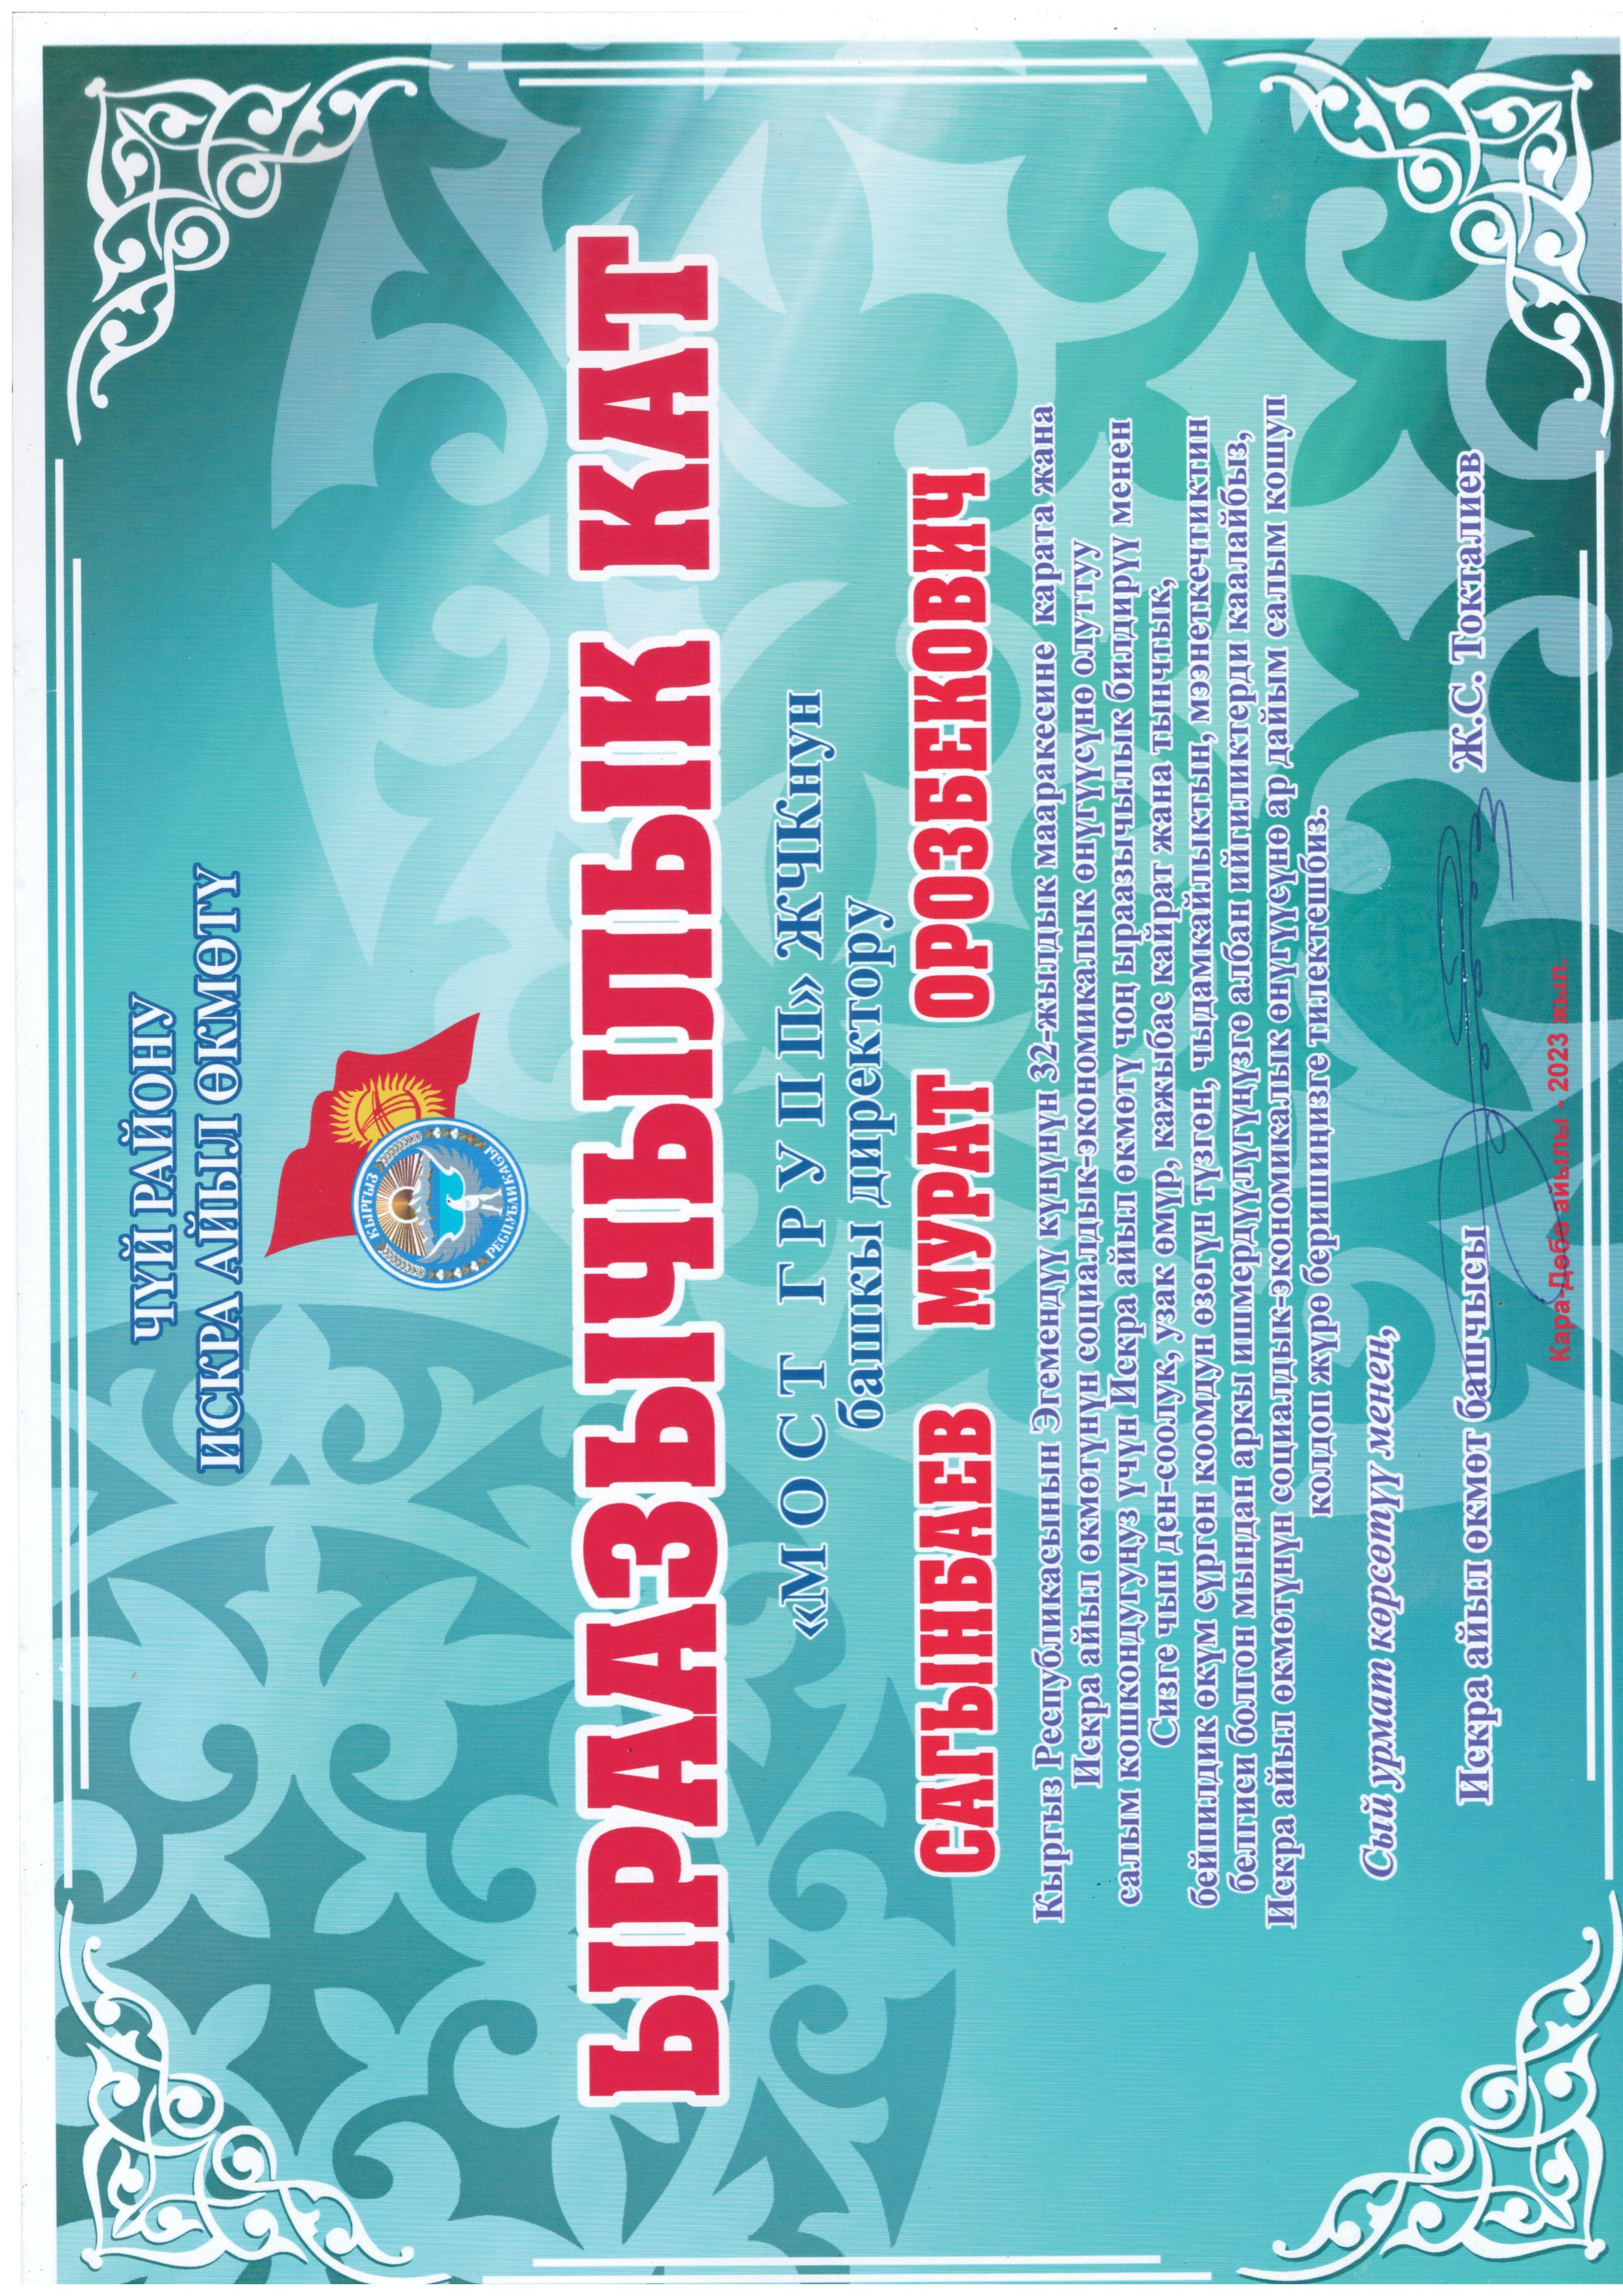 ЧҮЙ РАЙОНУ
ИСКРА АЙЫЛ ӨКМӨТҮ
КЫРГЫЗ
РЕСПУБЛИКАСЫ
ЫРААЗЫЧЫЛЫК КАТ
«М О С Т Г Р У П П» ЖЧКнун
башкы директору
САГЫНБАЕВ МУРАТ ОРОЗБЕКОВИЧ
Кыргыз Республикасынын Эгемендүү күнүнүн 32-жылдык мааракесине карата жана
Искра айыл өкмөтүнүн социалдык-экономикалык өнүгүүсүнө олуттуу
салым кошкондугуңуз үчүн Искра айыл өкмөтү чоң ыраазычылык билдирүү менен
Сизге чын ден-соолук, узак өмүр, кажыбас кайрат жана тынчтык,
бейпилдик өкүм сүргөн коомдун өзөгүн түзгөн, чыдамкайлыктын, мээнеткечтиктин
белгиси болгон мындан аркы ишмердүүлүгүңүзгө албан ийгиликтерди каалайбыз,
Искра айыл өкмөтүнүн социалдык-экономикалык өнүгүүсүнө ар дайым салым кошуп
колдоп жүрө беришиңизге тилектешбиз.
Сый урмат көрсөтүү менен,
Искра айыл өкмөт башчысы Ж.С. Токталиев
Кара-Дөбө айылы - 2023 жыл.